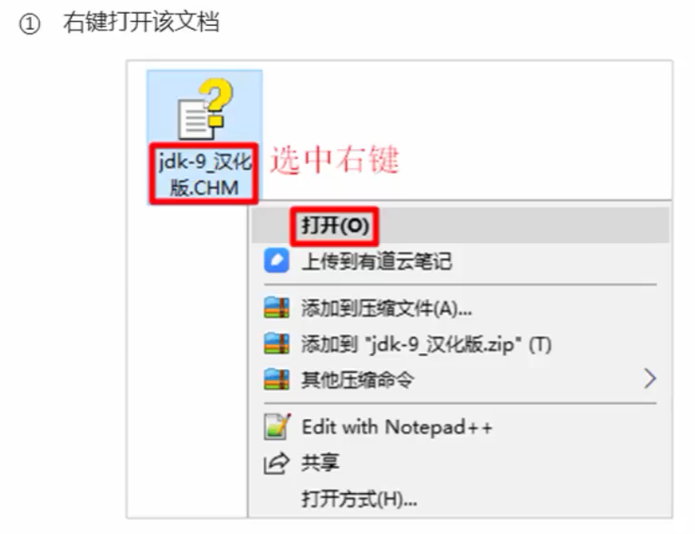 ① 右键打开该文档
jdk-9_汉化
版.CHM
选中右键
打开(O)
上传到有道云笔记
添加到压缩文件(A)...
添加到 "jdk-9_汉化版.zip" (T)
其他压缩命令
Edit with Notepad++
共享
打开方式(H)...